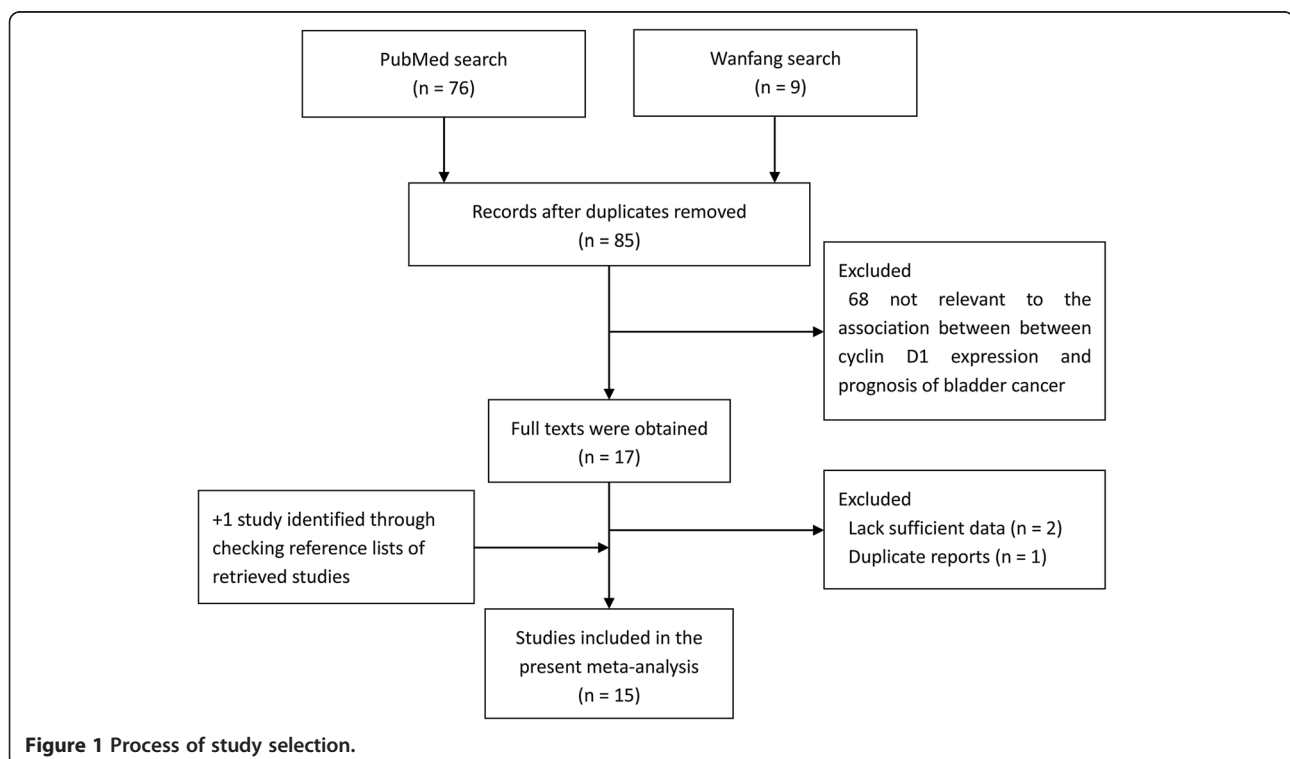 PubMed search
(n = 76)
Wanfang search
(n = 9)
Records after duplicates removed
(n = 85)
Excluded
68 not relevant to the
association between between
cyclin D1 expression and
prognosis of bladder cancer
Full texts were obtained
(n = 17)
+1 study identified through
checking reference lists of
retrieved studies
Excluded
Lack sufficient data (n = 2)
Duplicate reports (n = 1)
Studies included in the
present meta-analysis
(n = 15)
Figure 1 Process of study selection.